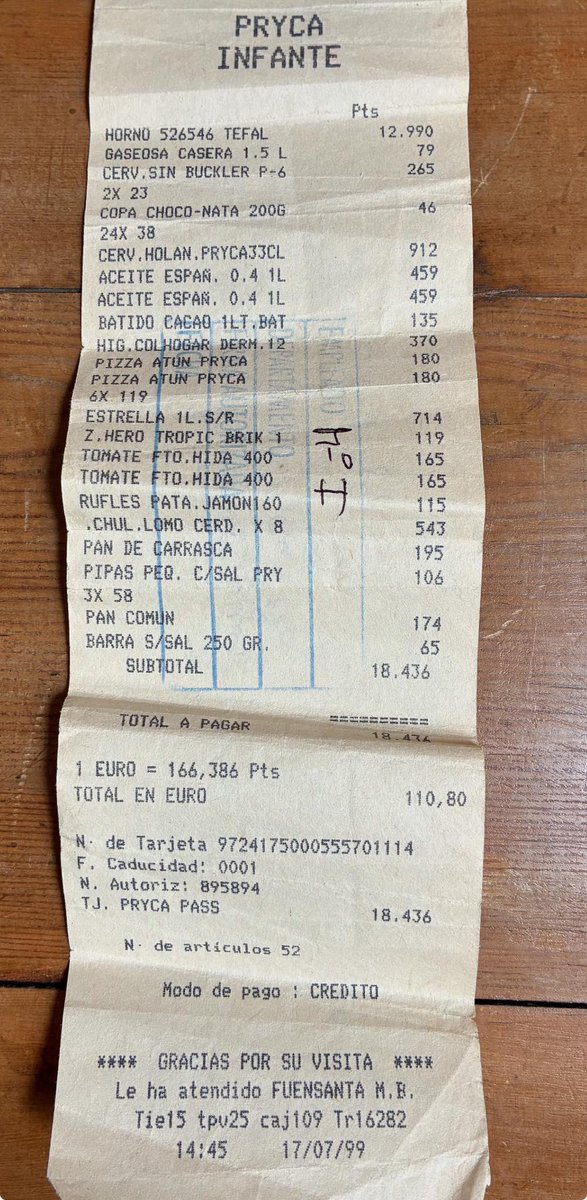 PRYCA
INFANTE
Pts
HORNO 526546 TEFAL 12.990
GASEOSA CASERA 1.5 L 79
CERV.SIN BUCKLER P-6 265
2X 23
COPA CHOCO-NATA 200G 46
24X 38
CERV.HOLAN.PRYCA33CL 912
ACEITE ESPAÑ. 0.4 1L 459
ACEITE ESPAÑ. 0.4 1L 459
BATIDO CACAO 1LT.BAT 135
HIG.COLHOGAR DERM.12 370
PIZZA ATUN PRYCA 180
PIZZA ATUN PRYCA 180
6X 119
ESTRELLA 1L.S/R 714
Z.HERO TROPIC BRIK 1 119
TOMATE FTO.HIDA 400 165
TOMATE FTO.HIDA 400 165
RUFLES PATA.JAMON160 115
.CHUL.LOMO CERD. X 8 543
PAN DE CARRASCA 195
PIPAS PEQ. C/SAL PRY 106
3X 58
PAN COMUN 174
BARRA S/SAL 250 GR. 65
SUBTOTAL 18.436
==========
TOTAL A PAGAR 18.436
1 EURO = 166,386 Pts
TOTAL EN EURO 110,80
Nº de Tarjeta 9724175000555701114
F. Caducidad: 0001
N. Autoriz: 895894
TJ. PRYCA PASS 18.436
Nº de artículos 52
Modo de pago : CREDITO
**** GRACIAS POR SU VISITA ****
Le ha atendido FUENSANTA M.B.
Tie15 tpv25 caj109 Tr16282
14:45 17/07/99